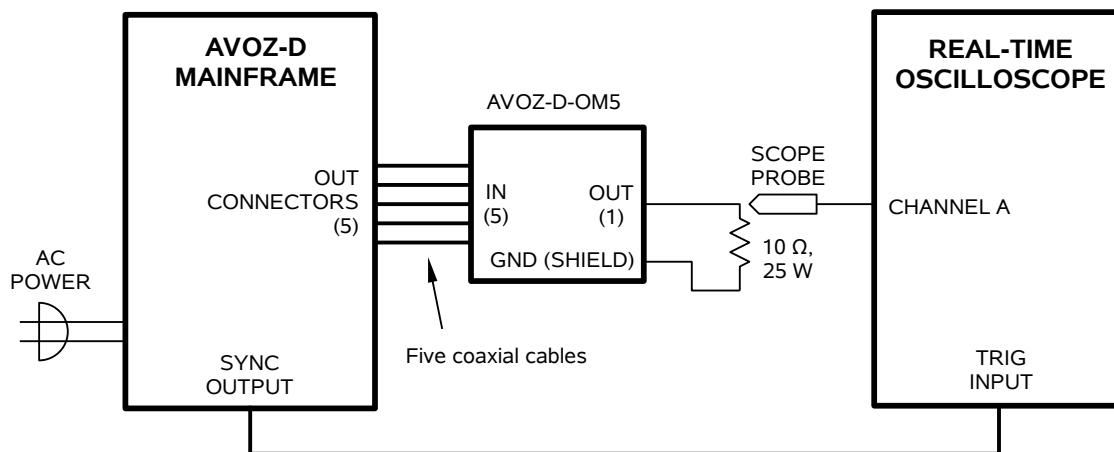 AVOZ-D
MAINFRAME
OUT
CONNECTORS
(5)
AC
POWER
SYNC
OUTPUT
AVOZ-D-OM5
IN
(5)
OUT
(1)
GND (SHIELD)
Five coaxial cables
SCOPE
PROBE
10 Ω,
25 W
REAL-TIME
OSCILLOSCOPE
CHANNEL A
TRIG
INPUT